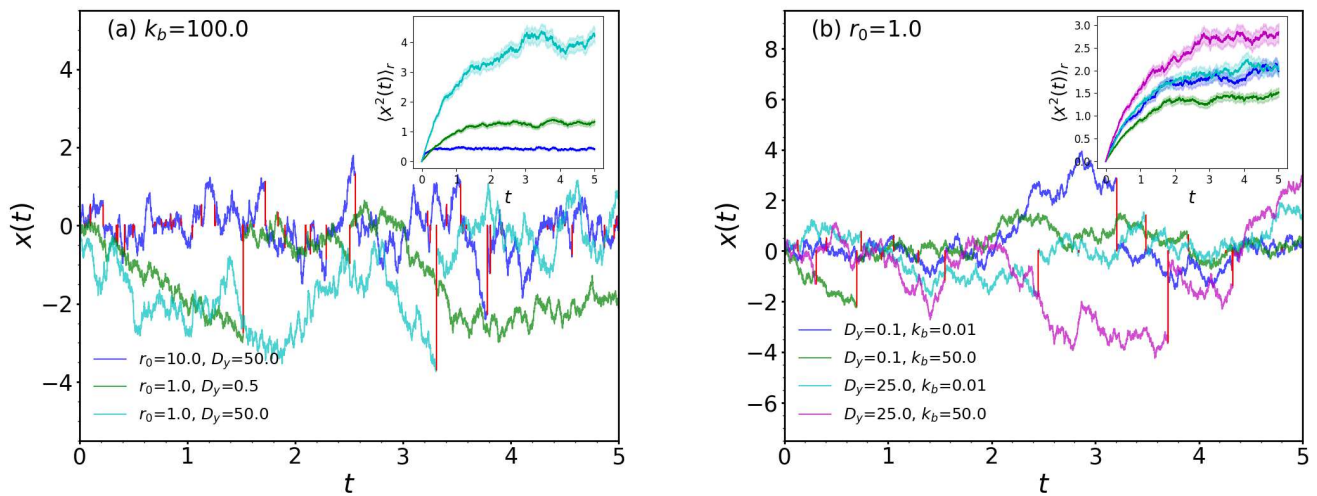 (a) k_b=100.0
x(t)
4
2
0
−2
−4
0 1 2 3 4 5
t
r_0=10.0, D_y=50.0
r_0=1.0, D_y=0.5
r_0=1.0, D_y=50.0
⟨x^2(t)⟩_r
4
3
2
1
0
0 1 2 3 4 5
t
(b) r_0=1.0
x(t)
8
6
4
2
0
−2
−4
−6
0 1 2 3 4 5
t
D_y=0.1, k_b=0.01
D_y=0.1, k_b=50.0
D_y=25.0, k_b=0.01
D_y=25.0, k_b=50.0
⟨x^2(t)⟩_r
3.0
2.5
2.0
1.5
1.0
0.5
0.0
0 1 2 3 4 5
t